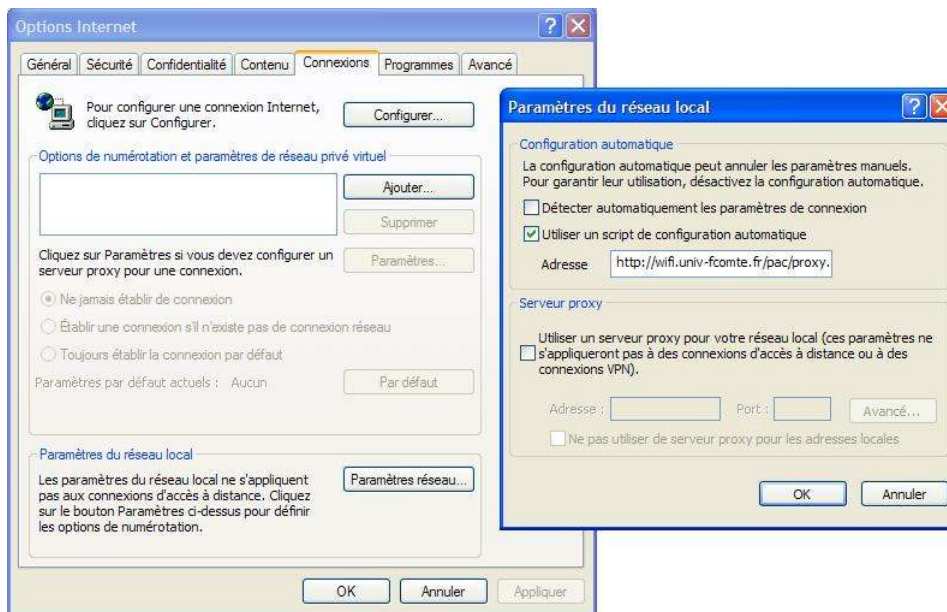 Options Internet
Général Sécurité Confidentialité Contenu Connexions Programmes Avancé
Pour configurer une connexion Internet,
cliquez sur Configurer.
Configurer...
Options de numérotation et paramètres de réseau privé virtuel
Ajouter...
Supprimer
Cliquez sur Paramètres si vous devez configurer un
serveur proxy pour une connexion.
Paramètres...
Ne jamais établir de connexion
Établir une connexion s'il n'existe pas de connexion réseau
Toujours établir la connexion par défaut
Paramètres par défaut actuels : Aucun
Par défaut
Paramètres du réseau local
Les paramètres du réseau local ne s'appliquent
pas aux connexions d'accès à distance. Cliquez
sur le bouton Paramètres ci-dessus pour définir
les options de numérotation.
Paramètres réseau...
OK Annuler Appliquer
Paramètres du réseau local
Configuration automatique
La configuration automatique peut annuler les paramètres manuels.
Pour garantir leur utilisation, désactivez la configuration automatique.
Détecter automatiquement les paramètres de connexion
Utiliser un script de configuration automatique
Adresse http://wifi.univ-fcomte.fr/pac/proxy.
Serveur proxy
Utiliser un serveur proxy pour votre réseau local (ces paramètres ne
s'appliqueront pas à des connexions d'accès à distance ou à des
connexions VPN).
Adresse : Port : Avancé...
Ne pas utiliser de serveur proxy pour les adresses locales
OK Annuler